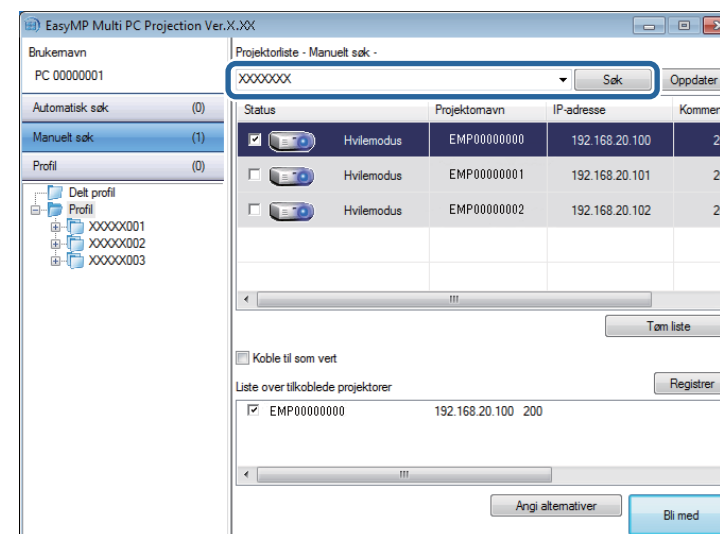 EasyMP Multi PC Projection Ver.X.XX
Brukernavn
PC 00000001
Automatisk søk (0)
Manuelt søk (1)
Profil (0)
Delt profil
Profil
XXXXX001
XXXXX002
XXXXX003
Projektorliste - Manuelt søk -
XXXXXXX Søk Oppdater
Status Projektornavn IP-adresse Kommen
Hvilemodus EMP00000000 192.168.20.100 2
Hvilemodus EMP00000001 192.168.20.101 2
Hvilemodus EMP00000002 192.168.20.102 2
Tøm liste
Koble til som vert
Liste over tilkoblede projektorer Registrer
EMP00000000 192.168.20.100 200
Angi alternativer Bli med